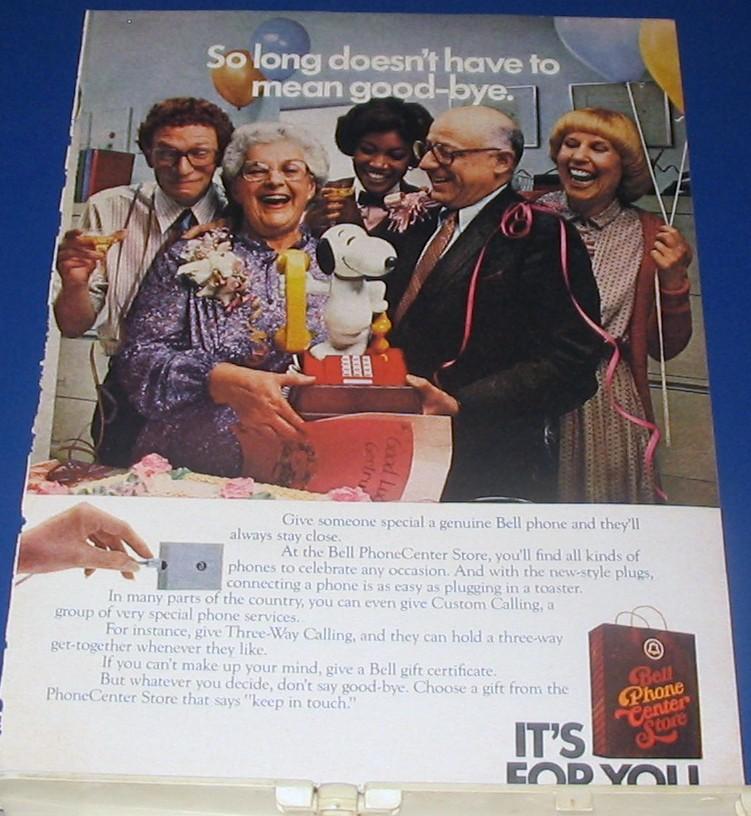 So long doesn't have to
mean good-bye.
Good Lu
Gertru
Give someone special a genuine Bell phone and they'll
always stay close.
At the Bell PhoneCenter Store, you'll find all kinds of
phones to celebrate any occasion. And with the new-style plugs,
connecting a phone is as easy as plugging in a toaster.
In many parts of the country, you can even give Custom Calling, a
group of very special phone services.
For instance, give Three-Way Calling, and they can hold a three-way
get-together whenever they like.
If you can't make up your mind, give a Bell gift certificate.
But whatever you decide, don't say good-bye. Choose a gift from the
PhoneCenter Store that says "keep in touch."
Bell
Phone
Center
Store
IT'S
FOR YOU